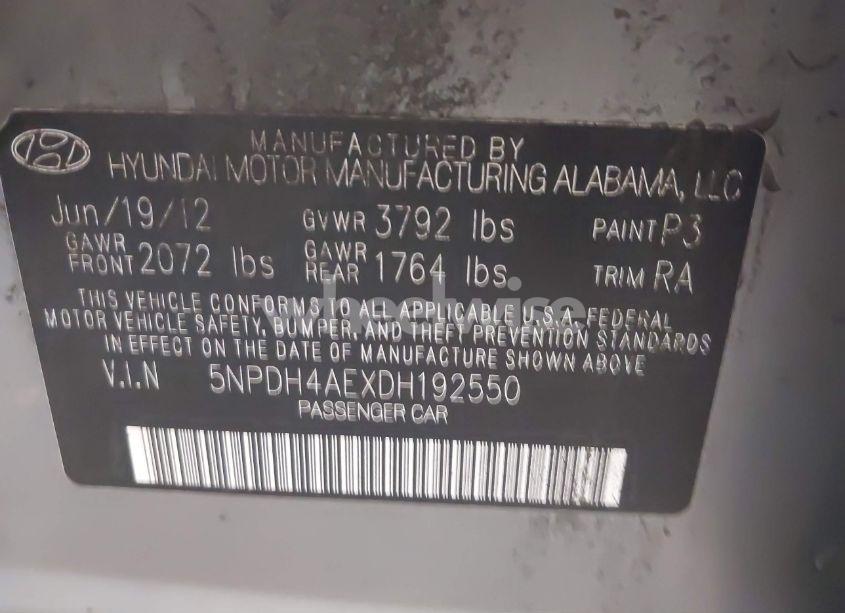 MANUFACTURED BY
HYUNDAI MOTOR MANUFACTURING ALABAMA, LLC
Jun/19/12 GVWR 3792 lbs PAINT P3
GAWR FRONT 2072 lbs GAWR REAR 1764 lbs. TRIM RA
THIS VEHICLE CONFORMS TO ALL APPLICABLE U.S.A. FEDERAL
MOTOR VEHICLE SAFETY, BUMPER, AND THEFT PREVENTION STANDARDS
IN EFFECT ON THE DATE OF MANUFACTURE SHOWN ABOVE
V.I.N 5NPDH4AEXDH192550
PASSENGER CAR
wheelwise